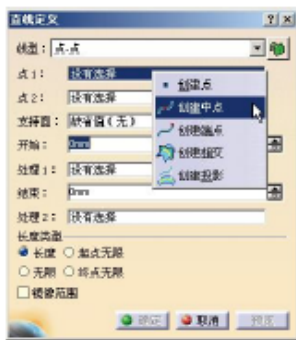 直线定义
线型： 点-点
点 1： 没有选择
点 2： 没有选择
支持面： 缺省值（无）
开始： 0mm
处理 1： 没有选择
结束： 0mm
处理 2： 没有选择
长度类型
长度 起点无限
无限 终点无限
镜像范围
确定 取消 预览
创建点
创建中点
创建端点
创建相交
创建投影